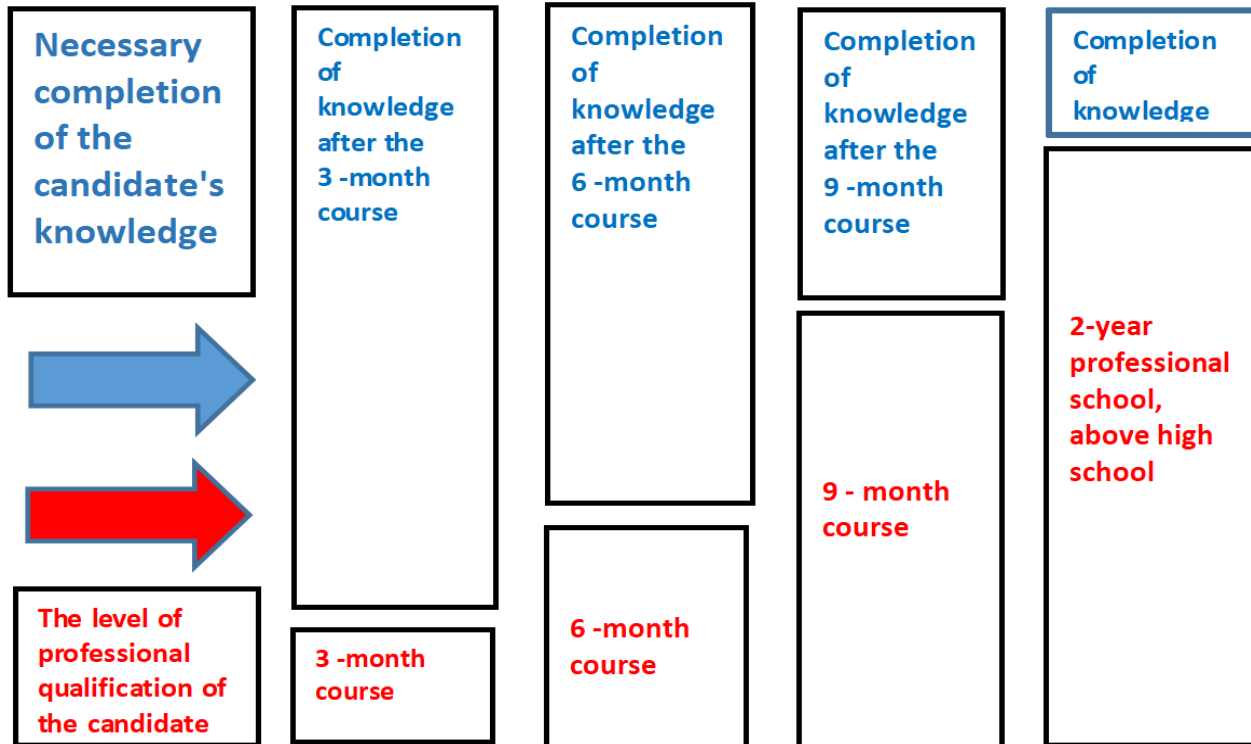 Necessary
completion
of the
candidate's
knowledge
The level of
professional
qualification of
the candidate
Completion
of
knowledge
after the
3 -month
course
3 -month
course
Completion
of
knowledge
after the
6 -month
course
6 -month
course
Completion
of
knowledge
after the
9 -month
course
9 - month
course
Completion
of
knowledge
2-year
professional
school,
above high
school